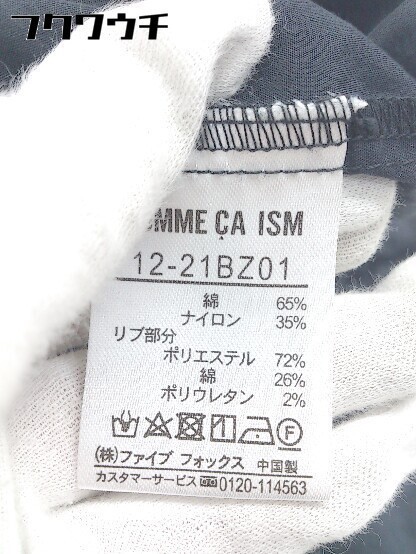 フクウウチ
OMME ÇA ISM
12-21BZ01
綿 65%
ナイロン 35%
リブ部分
ポリエステル 72%
綿 26%
ポリウレタン 2%
(株)ファイブ フォックス 中国製
カスタマーサービス 0120-114563